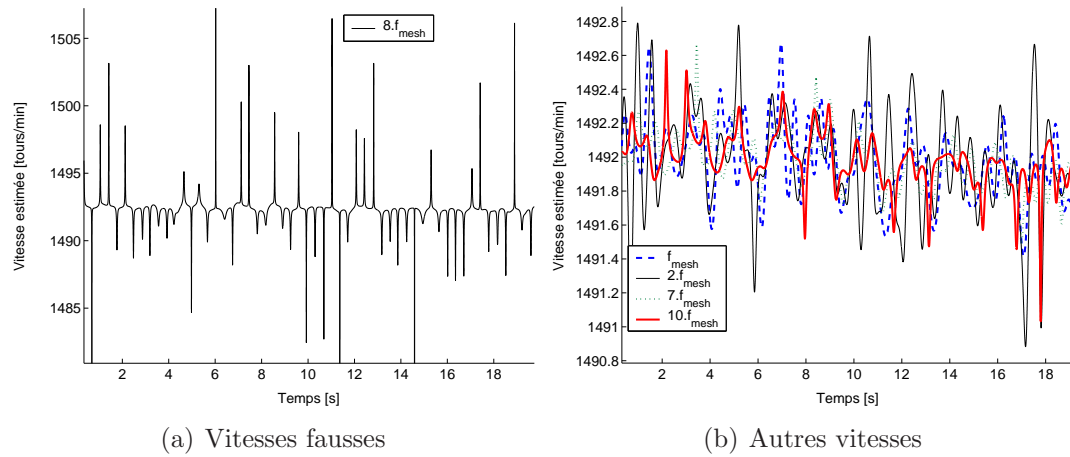 8.f_mesh
1505
1500
1495
1490
1485
Vitesse estimée [tours/min]
2 4 6 8 10 12 14 16 18
Temps [s]
(a) Vitesses fausses
1492.8
1492.6
1492.4
1492.2
1492
1491.8
1491.6
1491.4
1491.2
1491
1490.8
Vitesse estimée [tours/min]
f_mesh
2.f_mesh
7.f_mesh
10.f_mesh
2 4 6 8 10 12 14 16 18
Temps [s]
(b) Autres vitesses